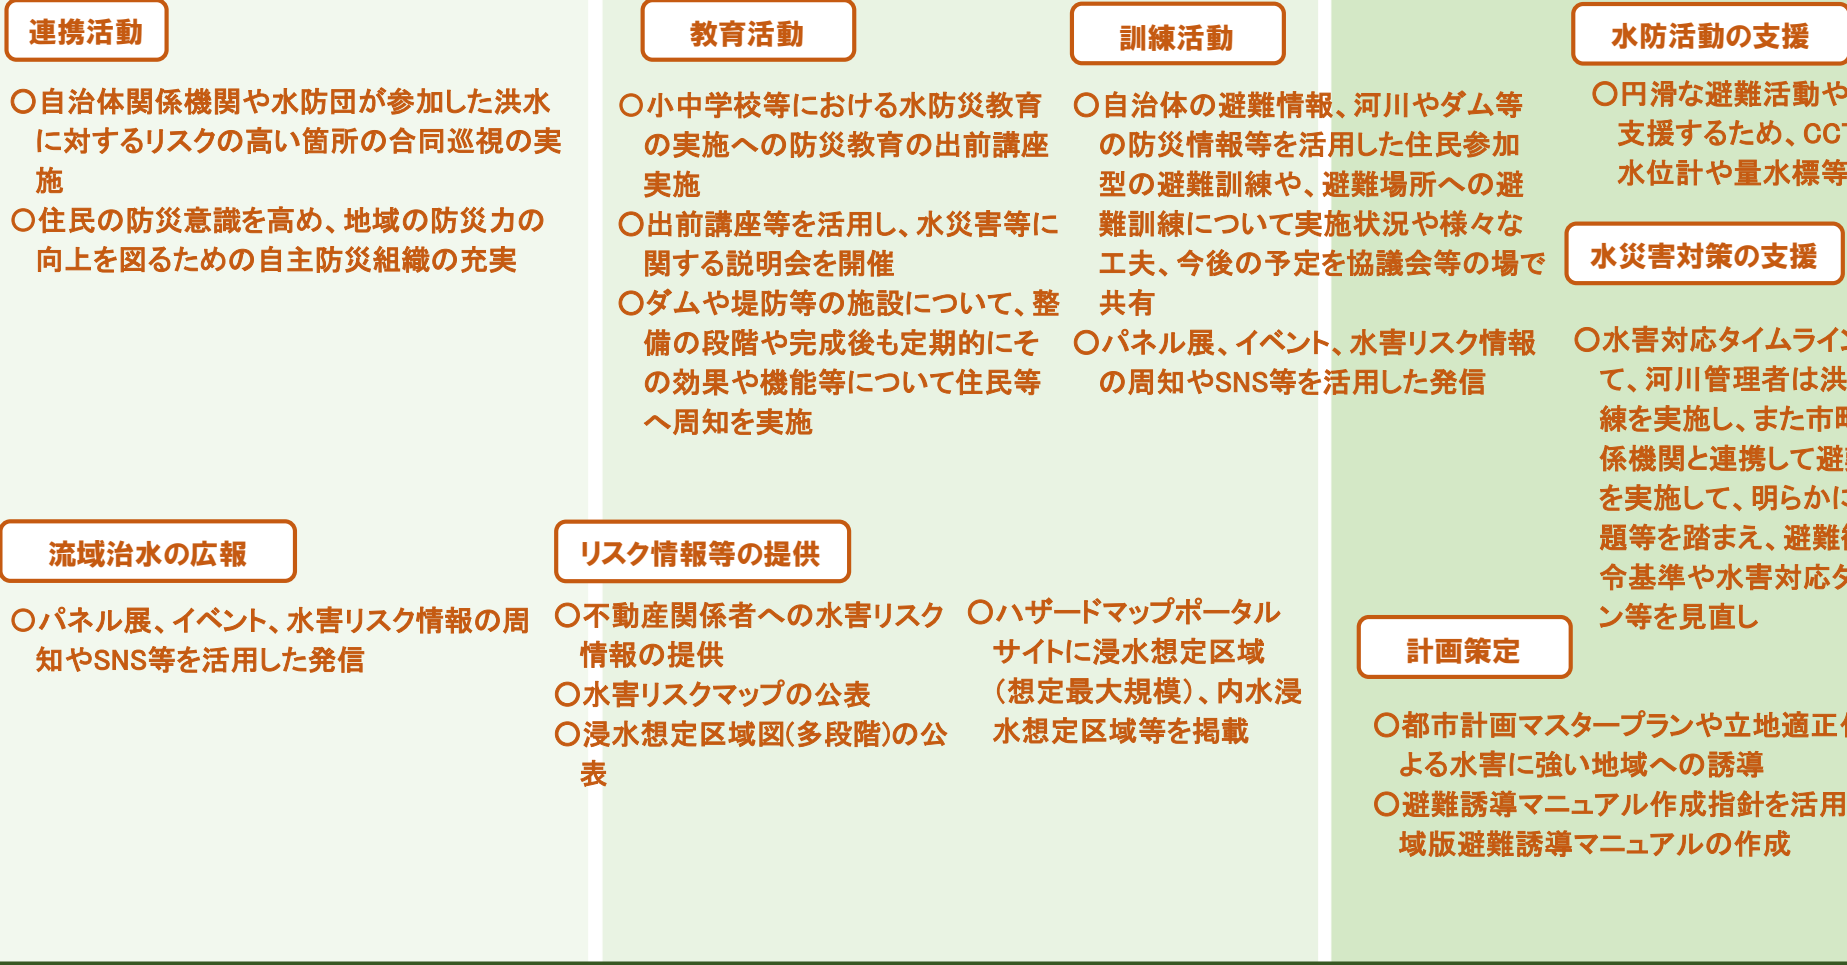 連携活動
○自治体関係機関や水防団が参加した洪水
に対するリスクの高い箇所の合同巡視の実
施
○住民の防災意識を高め、地域の防災力の
向上を図るための自主防災組織の充実
教育活動
○小中学校等における水防災教育
の実施への防災教育の出前講座
実施
○出前講座等を活用し、水災害等に
関する説明会を開催
○ダムや堤防等の施設について、整
備の段階や完成後も定期的にそ
の効果や機能等について住民等
へ周知を実施
訓練活動
○自治体の避難情報、河川やダム等
の防災情報等を活用した住民参加
型の避難訓練や、避難場所への避
難訓練について実施状況や様々な
工夫、今後の予定を協議会等の場で
共有
○パネル展、イベント、水害リスク情報
の周知やSNS等を活用した発信
水防活動の支援
○円滑な避難活動や
支援するため、CC
水位計や量水標等
水災害対策の支援
○水害対応タイムライン
て、河川管理者は洪
練を実施し、また市町
係機関と連携して避
を実施して、明らかに
題等を踏まえ、避難
令基準や水害対応タ
ン等を見直し
流域治水の広報
○パネル展、イベント、水害リスク情報の周
知やSNS等を活用した発信
リスク情報等の提供
○不動産関係者への水害リスク
情報の提供
○水害リスクマップの公表
○浸水想定区域図(多段階)の公
表
○ハザードマップポータル
サイトに浸水想定区域
（想定最大規模）、内水浸
水想定区域等を掲載
計画策定
○都市計画マスタープランや立地適正化
よる水害に強い地域への誘導
○避難誘導マニュアル作成指針を活用
域版避難誘導マニュアルの作成